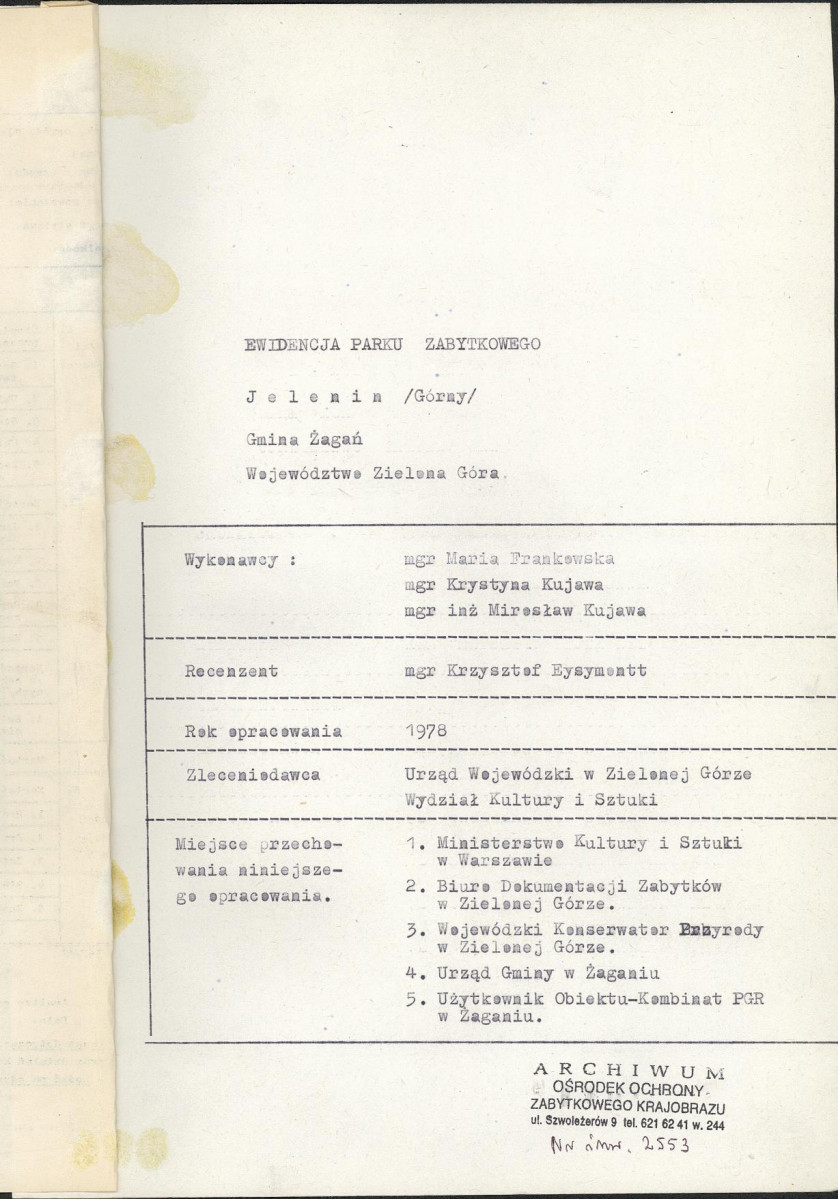 EWIDENCJA PARKU ZABYTKOWEGO
J e l e n i n /Górny/
Gmina Żagań
Województwo Zielona Góra
Wykonawcy : mgr Maria Frankowska
mgr Krystyna Kujawa
mgr inż Mirosław Kujawa
Recenzent mgr Krzysztof Eysymontt
Rok opracowania 1978
Zleceniodawca Urząd Wojewódzki w Zielonej Górze
Wydział Kultury i Sztuki
Miejsce przecho-
wania niniejsze-
go opracowania.
1. Ministerstwo Kultury i Sztuki
w Warszawie
2. Biuro Dokumentacji Zabytków
w Zielonej Górze.
3. Wojewódzki Konserwator Przyrody
w Zielonej Górze.
4. Urząd Gminy w Żaganiu
5. Użytkownik Obiektu-Kombinat PGR
w Żaganiu.
ARCHIWUM
OŚRODEK OCHRONY
ZABYTKOWEGO KRAJOBRAZU
ul. Szwoleżerów 9 tel. 621 62 41 w. 244
Nr inw. 2553